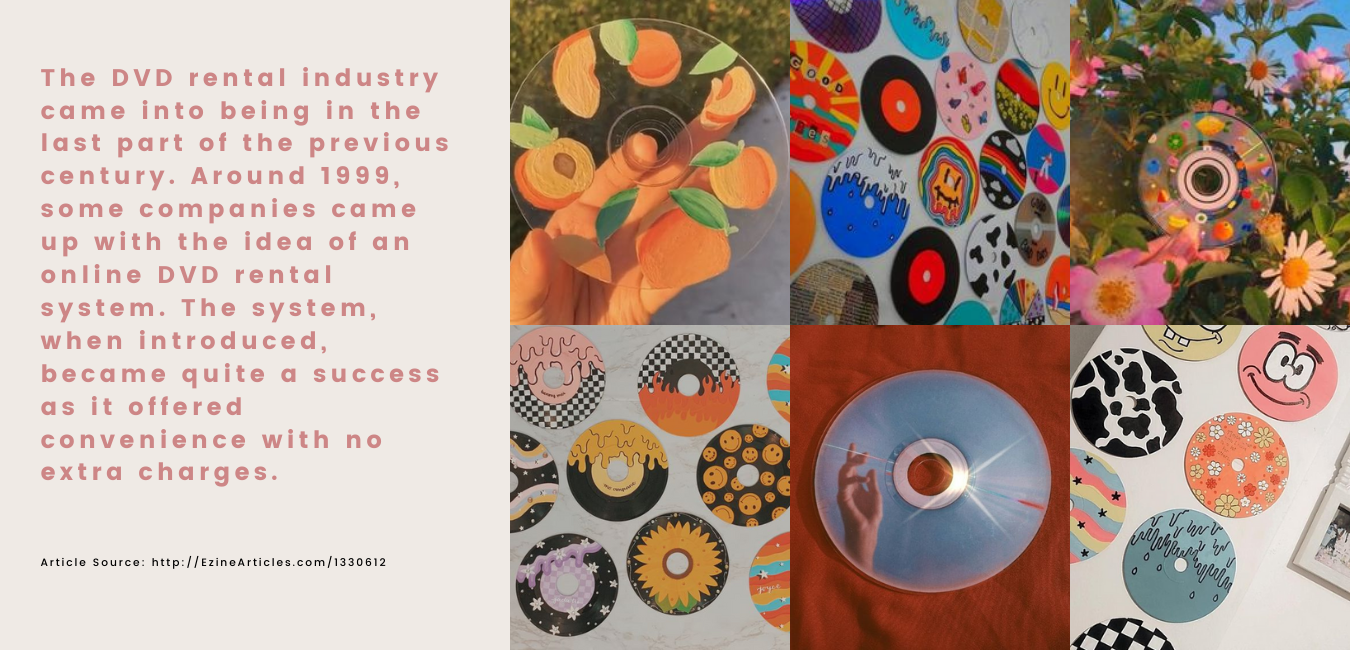 The DVD rental industry
came into being in the
last part of the previous
century. Around 1999,
some companies came
up with the idea of an
online DVD rental
system. The system,
when introduced,
became quite a success
as it offered
convenience with no
extra charges.
Article Source: http://EzineArticles.com/1330612
GOOD